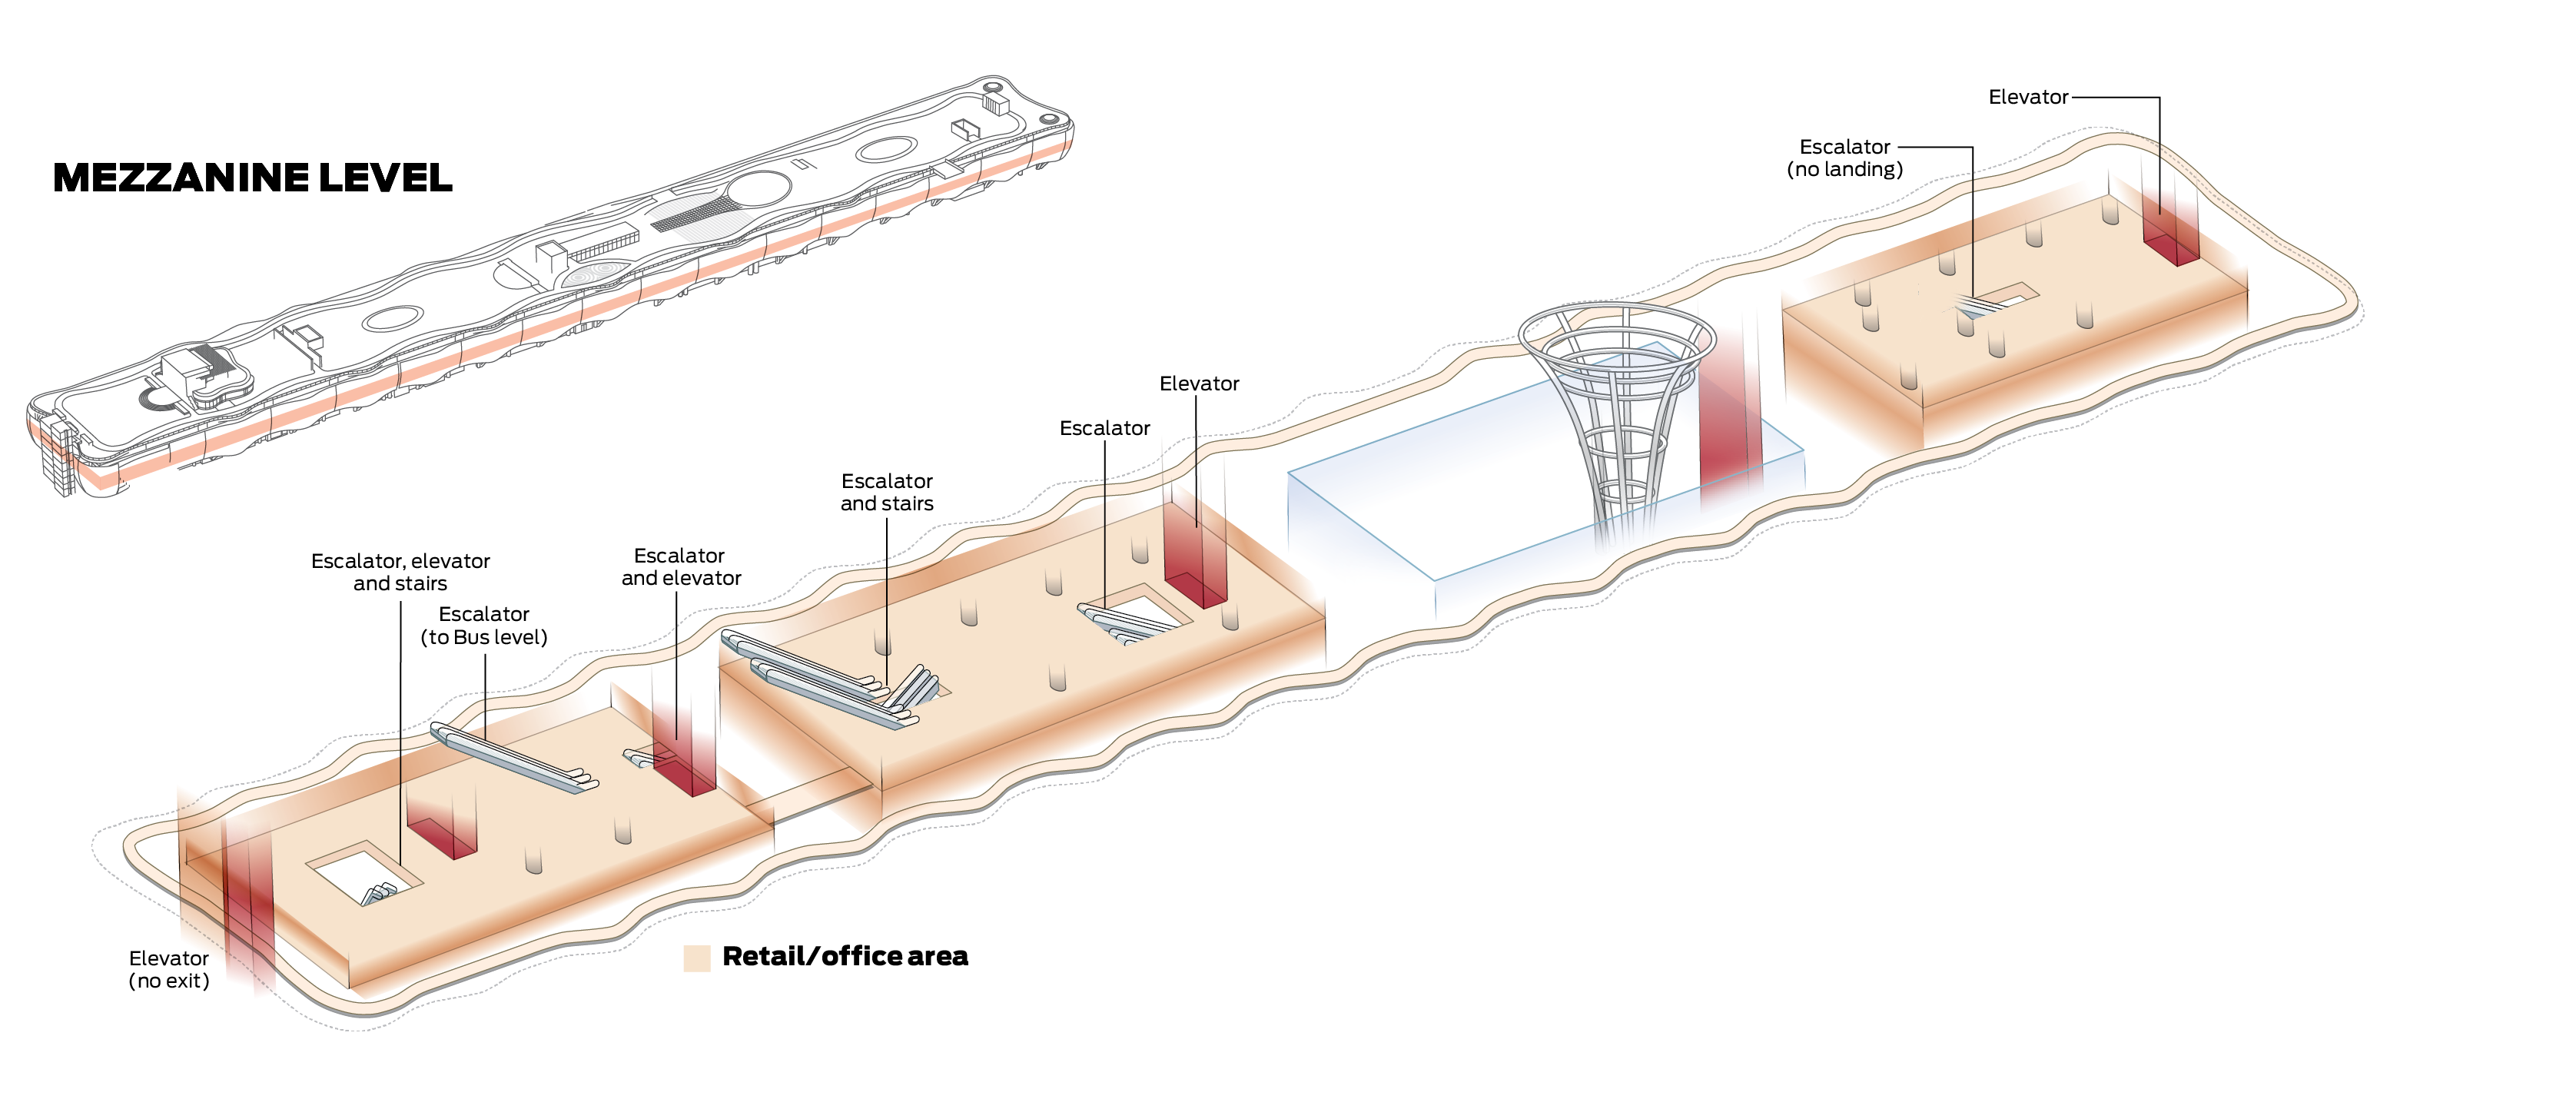 MEZZANINE LEVEL
Elevator
Escalator
(no landing)
Elevator
Escalator
Escalator
and stairs
Escalator
and elevator
Escalator, elevator
and stairs
Escalator
(to Bus level)
Elevator
(no exit)
Retail/office area